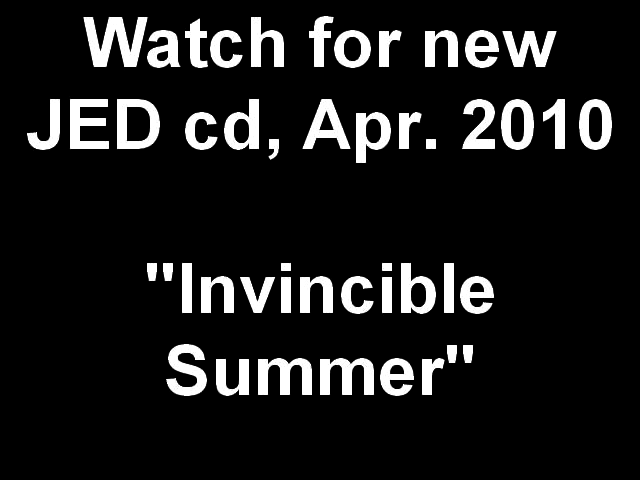 Watch for new
JED cd, Apr. 2010
"Invincible
Summer"